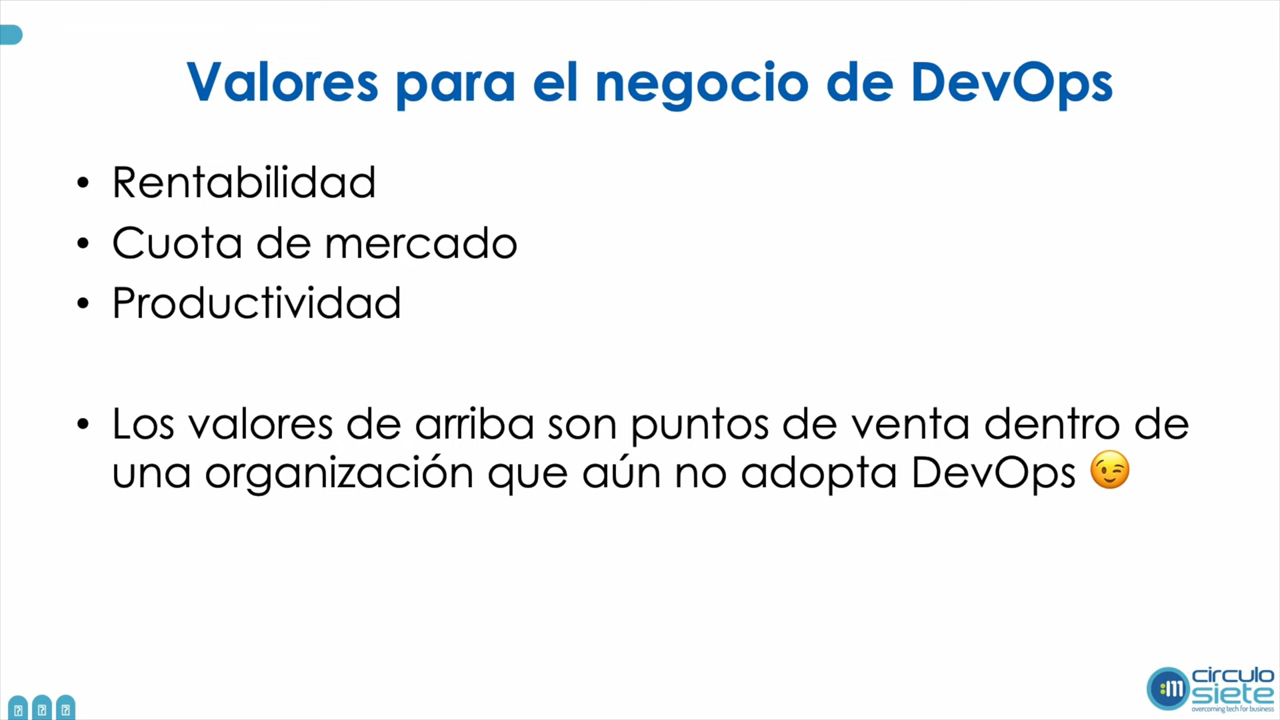 Valores para el negocio de DevOps
• Rentabilidad
• Cuota de mercado
• Productividad
• Los valores de arriba son puntos de venta dentro de
una organización que aún no adopta DevOps 😉
:m circulo
siete
overcoming tech for business